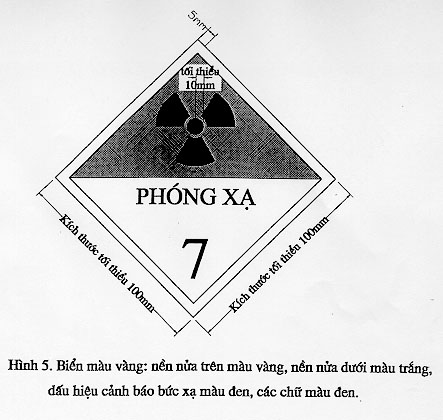 5mm
tối thiểu
10mm
PHÓNG XẠ
7
Kích thước tối thiểu 100mm
Kích thước tối thiểu 100mm
Hình 5. Biển màu vàng: nền nửa trên màu vàng, nền nửa dưới màu trắng,
dấu hiệu cảnh báo bức xạ màu đen, các chữ màu đen.